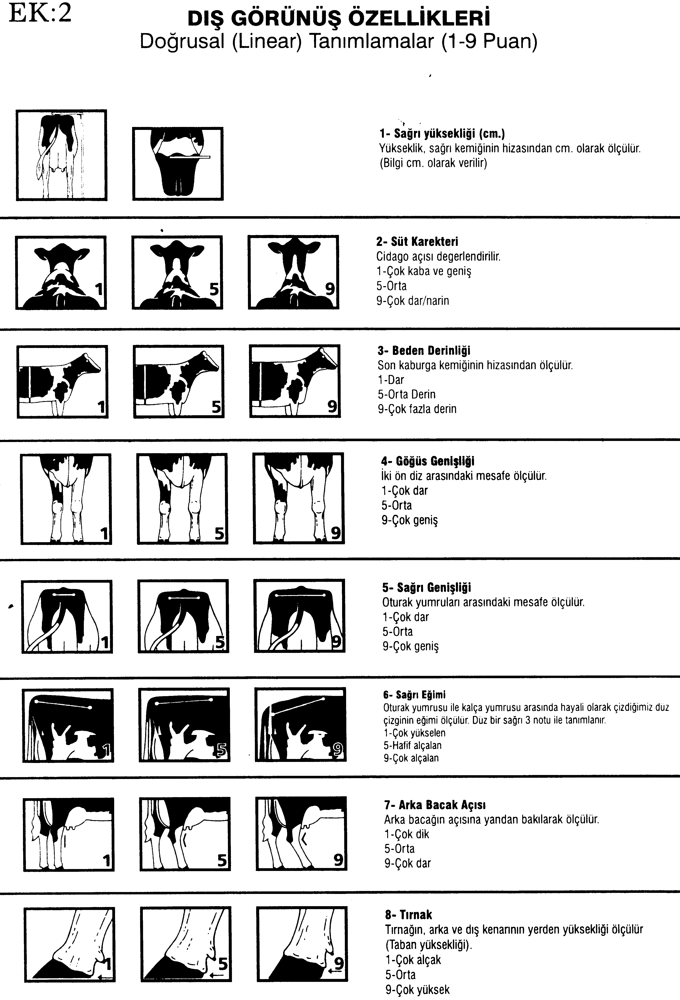 EK:2
DIŞ GÖRÜNÜŞ ÖZELLİKLERİ
Doğrusal (Linear) Tanımlamalar (1-9 Puan)
1- Sağrı yüksekliği (cm.)
Yükseklik, sağrı kemiğinin hizasından cm. olarak ölçülür.
(Bilgi cm. olarak verilir)
1 5 9
2- Süt Karekteri
Cidago açısı degerlendirilir.
1-Çok kaba ve geniş
5-Orta
9-Çok dar/narin
1 5 9
3- Beden Derinliği
Son kaburga kemiğinin hizasından ölçülür.
1-Dar
5-Orta Derin
9-Çok fazla derin
1 5 9
4- Göğüs Genişliği
İki ön diz arasındaki mesafe ölçülür.
1-Çok dar
5-Orta
9-Çok geniş
1 5 9
5- Sağrı Genişliği
Oturak yumruları arasındaki mesafe ölçülür.
1-Çok dar
5-Orta
9-Çok geniş
1 5 9
6- Sağrı Eğimi
Oturak yumrusu ile kalça yumrusu arasında hayali olarak çizdiğimiz düz
çizginin eğimi ölçülür. Düz bir sağrı 3 notu ile tanımlanır.
1-Çok yükselen
5-Hafif alçalan
9-Çok alçalan
1 5 9
7- Arka Bacak Açısı
Arka bacağın açısına yandan bakılarak ölçülür.
1-Çok dik
5-Orta
9-Çok dar
1 5 9
8- Tırnak
Tırnağın, arka ve dış kenarının yerden yüksekliği ölçülür
(Taban yüksekliği).
1-Çok alçak
5-Orta
9-Çok yüksek
1 5 9